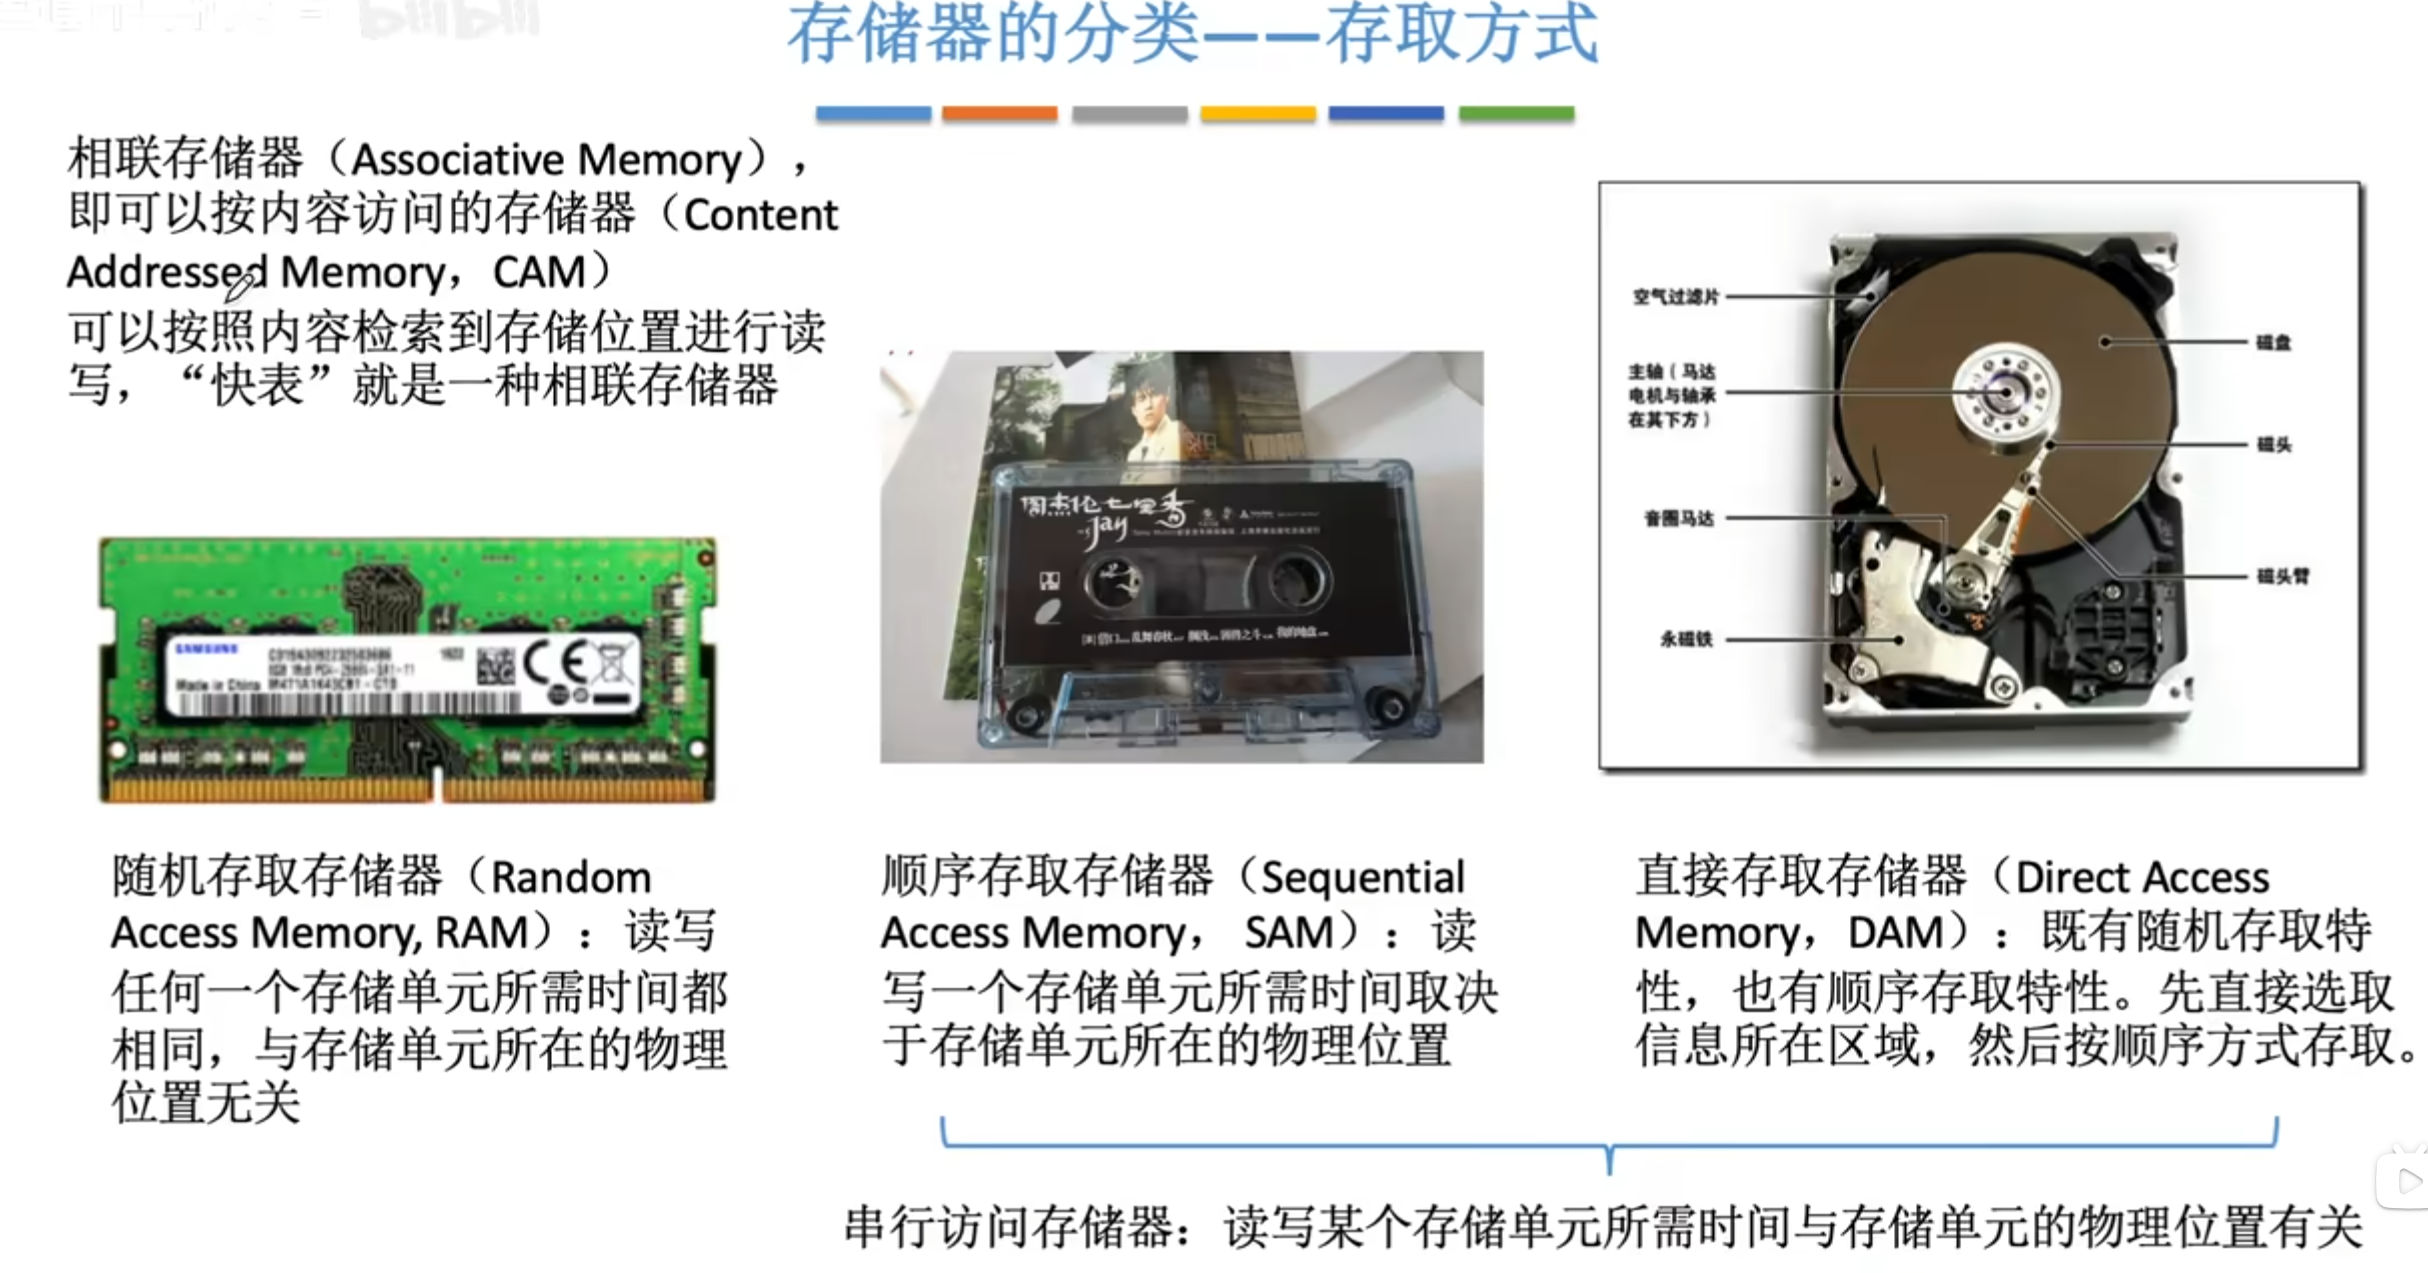 bilibili
存储器的分类——存取方式
相联存储器（Associative Memory），
即可以按内容访问的存储器（Content
Addressed Memory，CAM）
可以按照内容检索到存储位置进行读
写，“快表”就是一种相联存储器
SAMSUNG
Made in China
CE
周杰伦七里香
Jay
空气过滤片
主轴（马达
电机与轴承
在其下方）
音圈马达
永磁铁
磁盘
磁头
磁头臂
随机存取存储器（Random
Access Memory, RAM）：读写
任何一个存储单元所需时间都
相同，与存储单元所在的物理
位置无关
顺序存取存储器（Sequential
Access Memory， SAM）：读
写一个存储单元所需时间取决
于存储单元所在的物理位置
直接存取存储器（Direct Access
Memory，DAM）：既有随机存取特
性，也有顺序存取特性。先直接选取
信息所在区域，然后按顺序方式存取。
串行访问存储器：读写某个存储单元所需时间与存储单元的物理位置有关